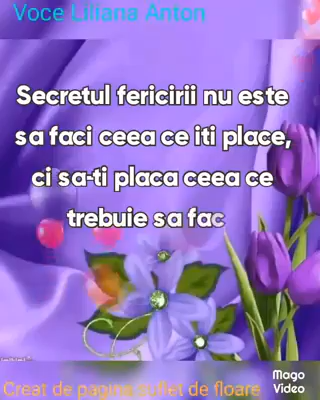 Voce Liliana Anton
Secretul fericirii nu este
sa faci ceea ce iti place,
ci sa-ti placa ceea ce
trebuie sa fac
Creat de pagina suflet de floare
Mago
Video